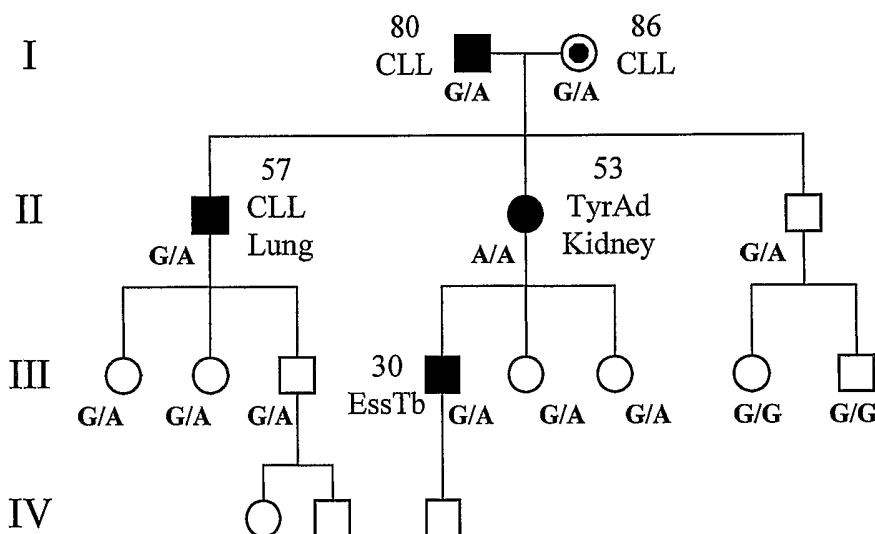 80
86
I
CLL
CLL
G/A
G/A
57
53
II
CLL
TyrAd
Lung
Kidney
G/A
A/A
G/A
III
30
EssTb
G/A
G/A
G/A
G/A
G/A
G/A
G/G
G/G
IV